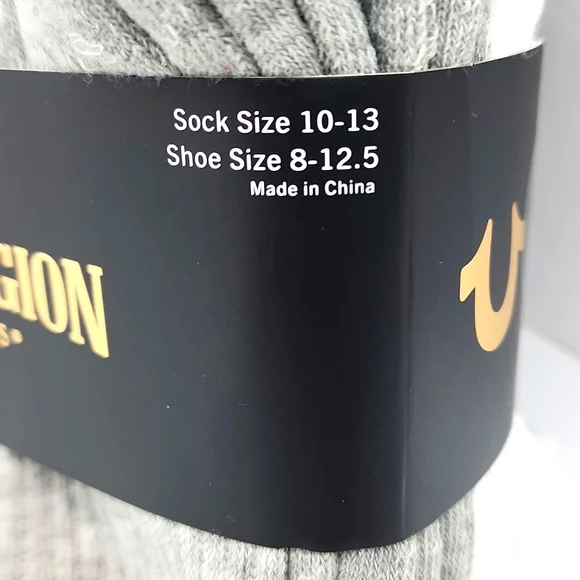 Sock Size 10-13
Shoe Size 8-12.5
Made in China
GION
S•